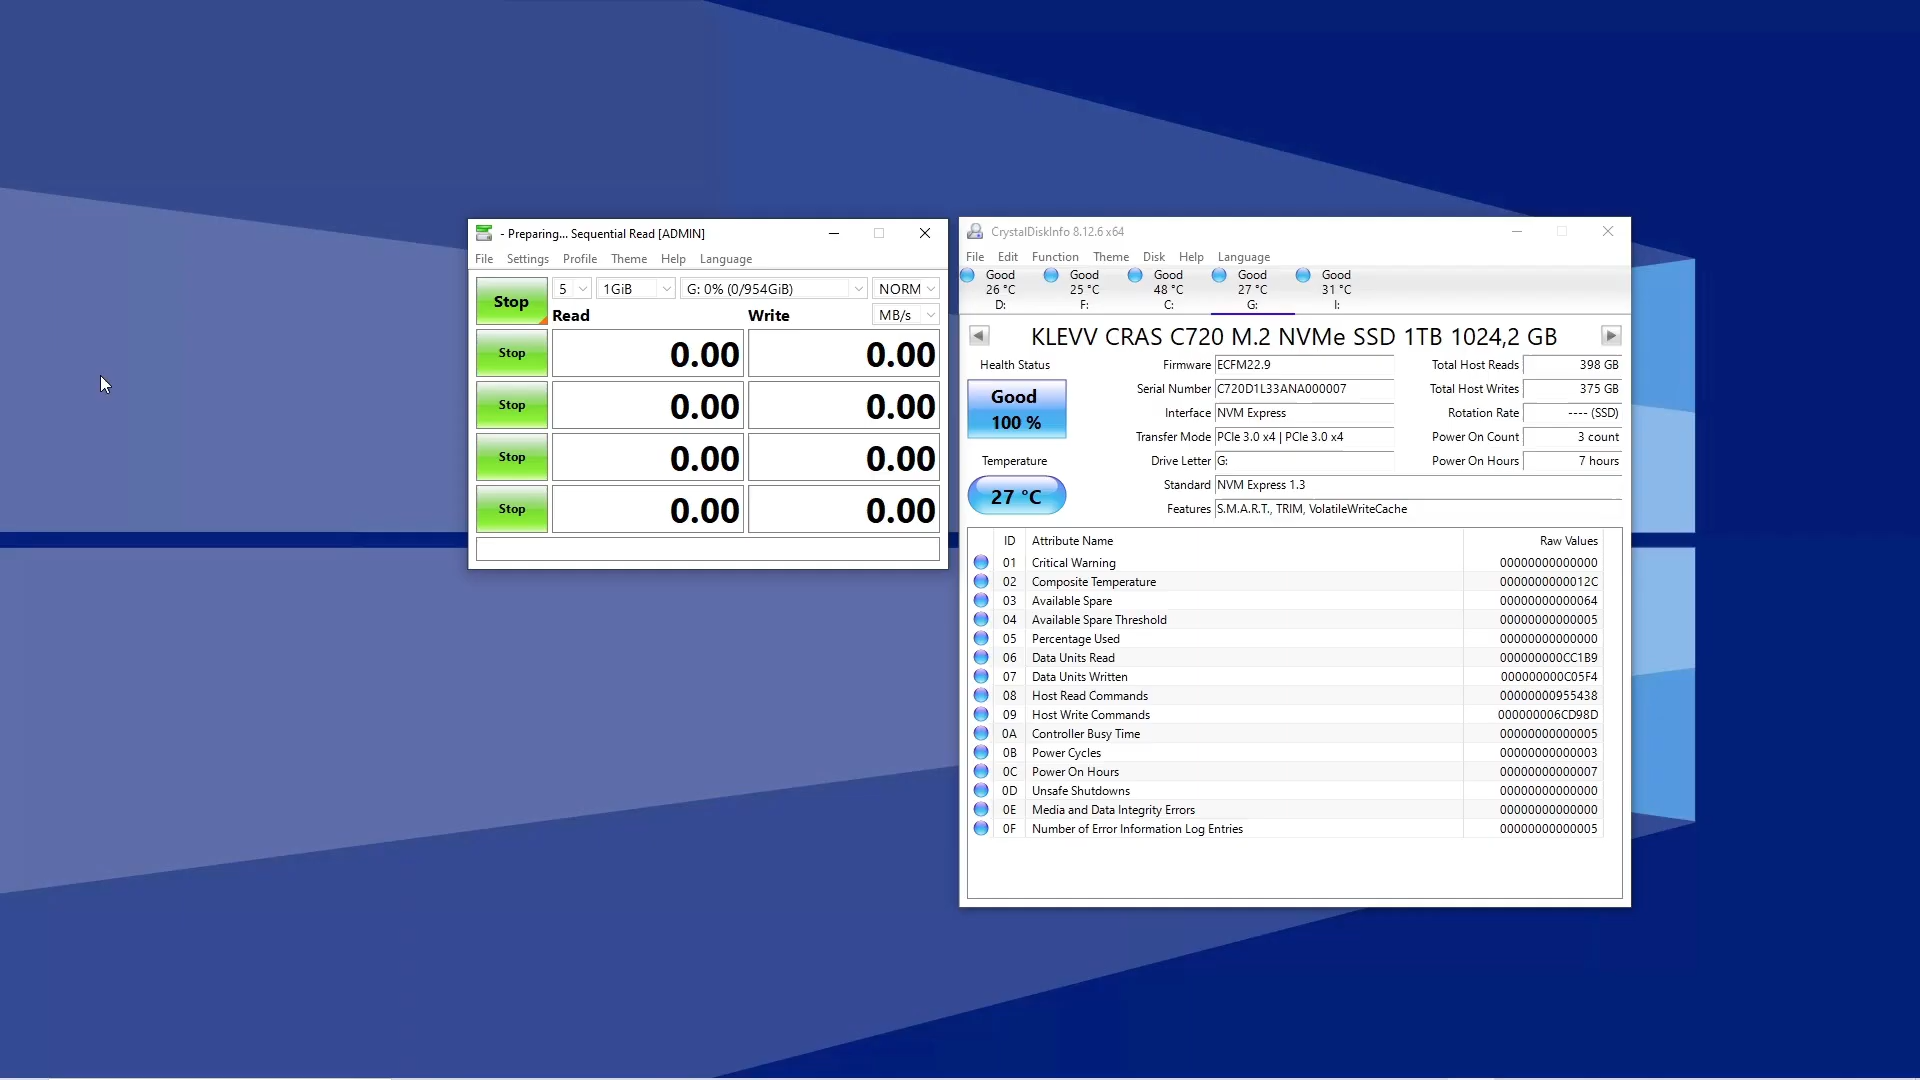 - Preparing... Sequential Read [ADMIN]
File Settings Profile Theme Help Language
Stop
5 1GiB G: 0% (0/954GiB) NORM
Read Write MB/s
Stop 0.00 0.00
Stop 0.00 0.00
Stop 0.00 0.00
Stop 0.00 0.00
CrystalDiskInfo 8.12.6 x64
File Edit Function Theme Disk Help Language
Good Good Good Good Good
26 °C 25 °C 48 °C 27 °C 31 °C
D: F: C: G: I:
KLEVV CRAS C720 M.2 NVMe SSD 1TB 1024,2 GB
Health Status
Good
100 %
Temperature
27 °C
Firmware ECFM22.9
Serial Number C720D1L33ANA000007
Interface NVM Express
Transfer Mode PCIe 3.0 x4 | PCIe 3.0 x4
Drive Letter G:
Standard NVM Express 1.3
Features S.M.A.R.T., TRIM, VolatileWriteCache
Total Host Reads 398 GB
Total Host Writes 375 GB
Rotation Rate ---- (SSD)
Power On Count 3 count
Power On Hours 7 hours
ID Attribute Name Raw Values
01 Critical Warning 00000000000000
02 Composite Temperature 0000000000012C
03 Available Spare 00000000000064
04 Available Spare Threshold 00000000000005
05 Percentage Used 00000000000000
06 Data Units Read 000000000CC1B9
07 Data Units Written 000000000C05F4
08 Host Read Commands 00000000955438
09 Host Write Commands 000000006CD98D
0A Controller Busy Time 00000000000005
0B Power Cycles 00000000000003
0C Power On Hours 00000000000007
0D Unsafe Shutdowns 00000000000000
0E Media and Data Integrity Errors 00000000000000
0F Number of Error Information Log Entries 00000000000005